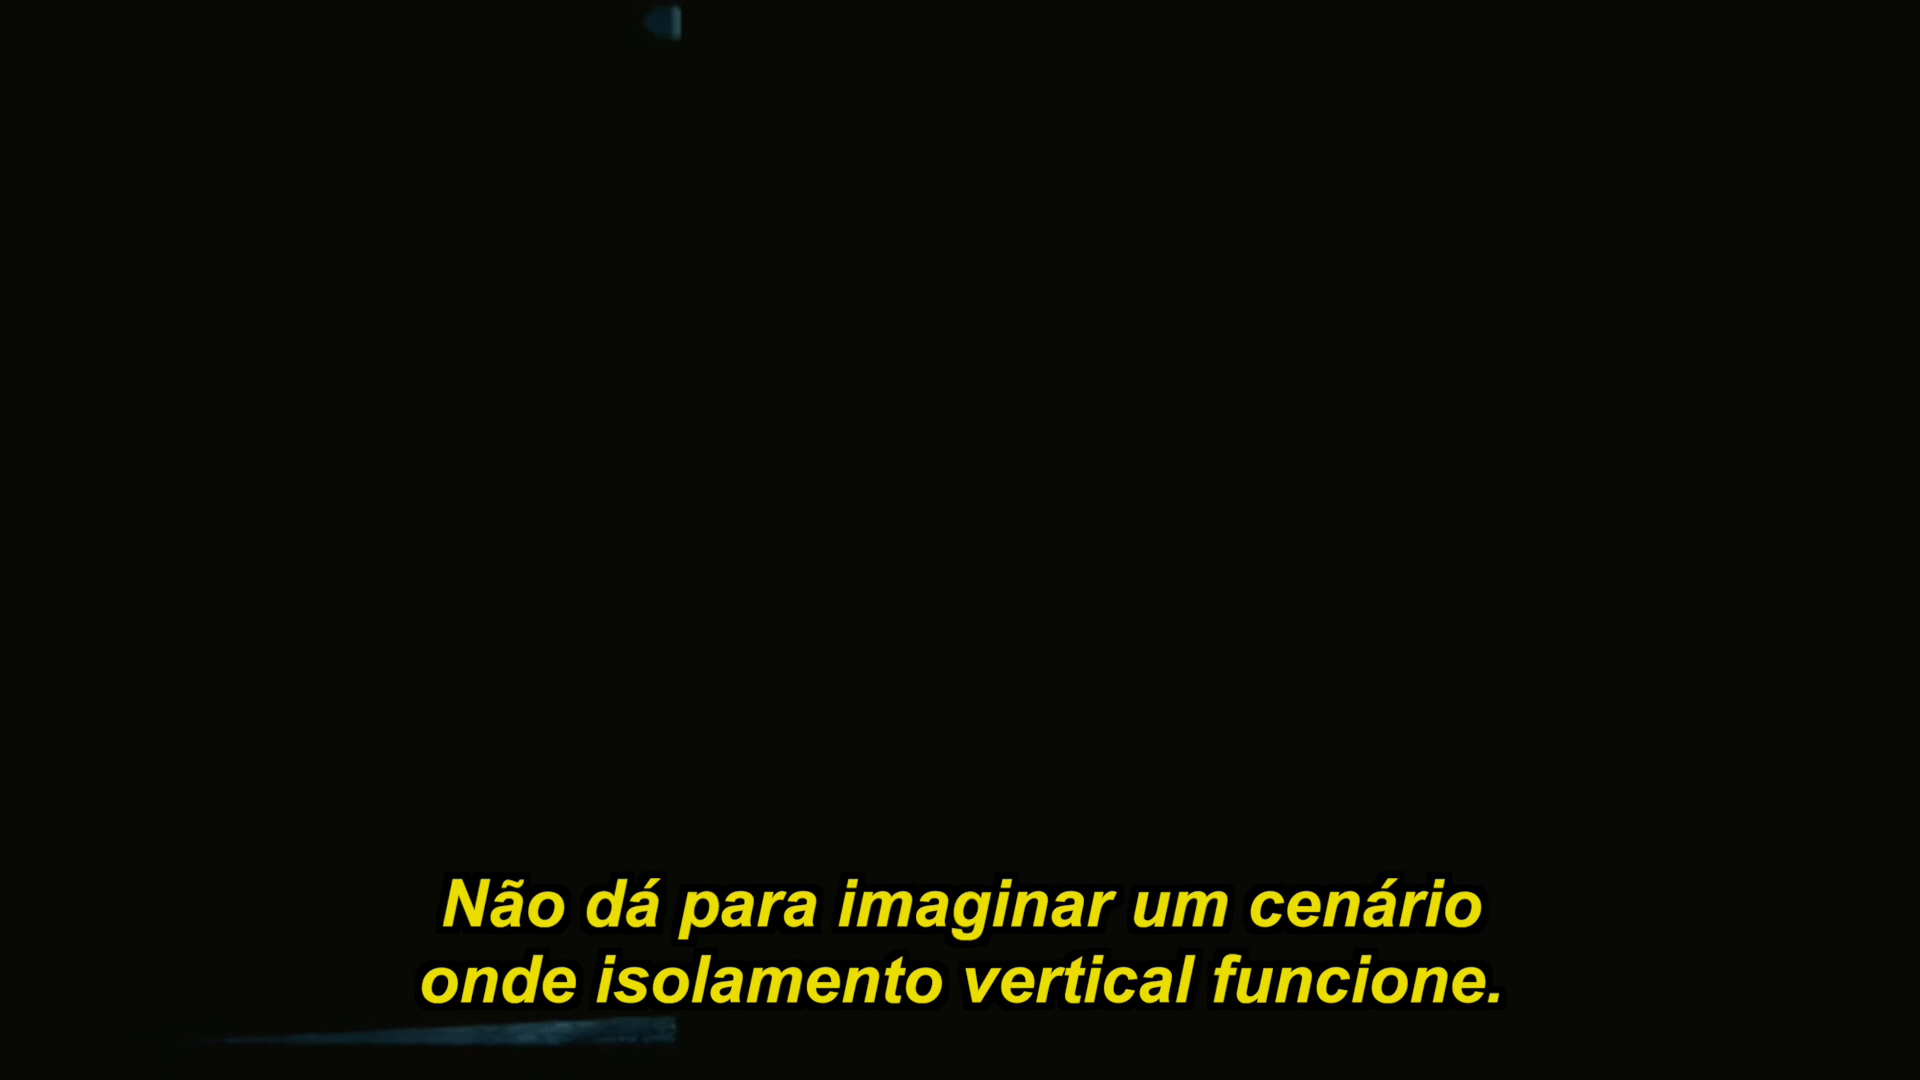 Não dá para imaginar um cenário
onde isolamento vertical funcione.